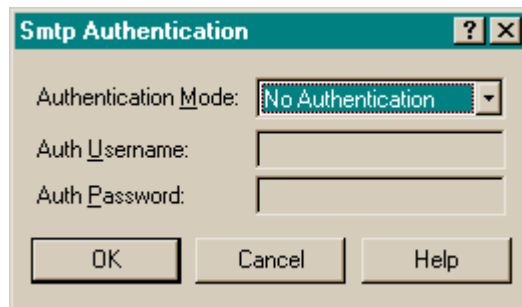 Smtp Authentication
Authentication Mode: No Authentication
Auth Username:
Auth Password:
OK Cancel Help